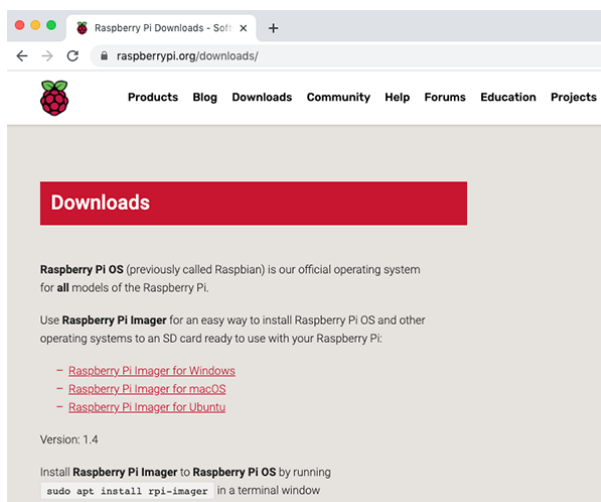 Raspberry Pi Downloads - Soft
raspberrypi.org/downloads/
Products Blog Downloads Community Help Forums Education Projects
Downloads
Raspberry Pi OS (previously called Raspbian) is our official operating system
for all models of the Raspberry Pi.
Use Raspberry Pi Imager for an easy way to install Raspberry Pi OS and other
operating systems to an SD card ready to use with your Raspberry Pi:
– Raspberry Pi Imager for Windows
– Raspberry Pi Imager for macOS
– Raspberry Pi Imager for Ubuntu
Version: 1.4
Install Raspberry Pi Imager to Raspberry Pi OS by running
sudo apt install rpi-imager in a terminal window